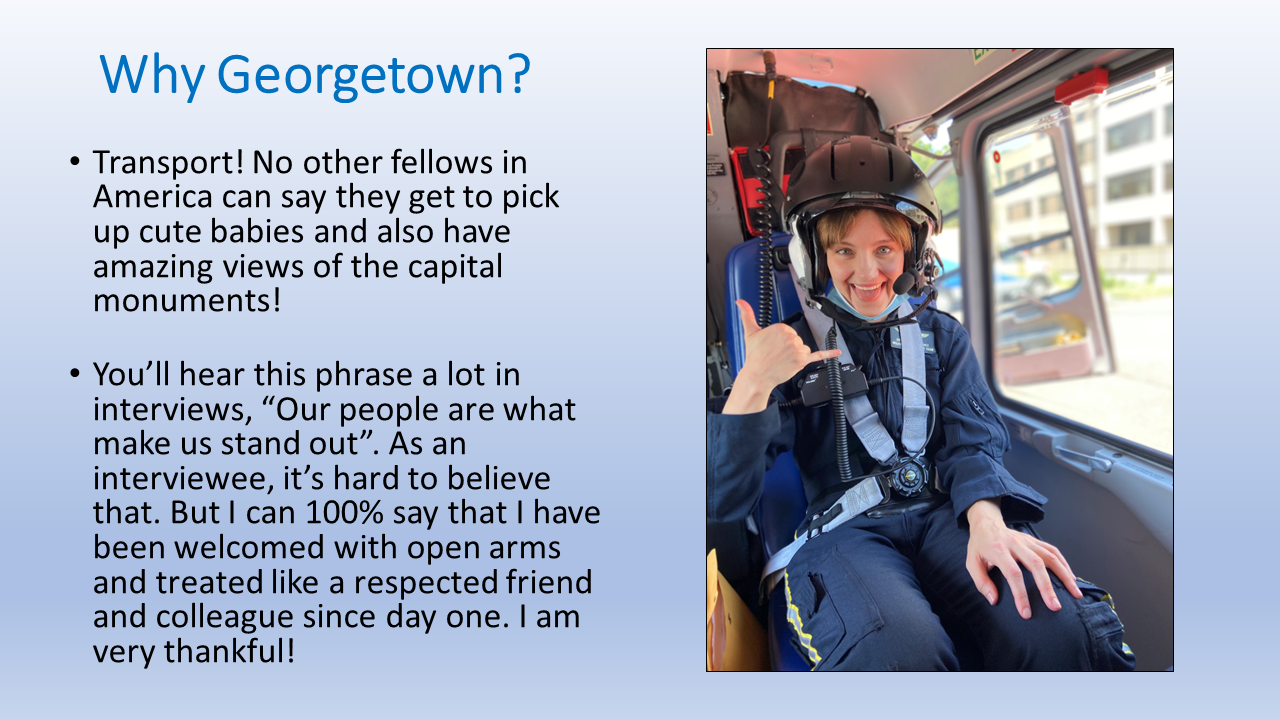 Why Georgetown?
• Transport! No other fellows in
America can say they get to pick
up cute babies and also have
amazing views of the capital
monuments!
• You’ll hear this phrase a lot in
interviews, “Our people are what
make us stand out”. As an
interviewee, it’s hard to believe
that. But I can 100% say that I have
been welcomed with open arms
and treated like a respected friend
and colleague since day one. I am
very thankful!